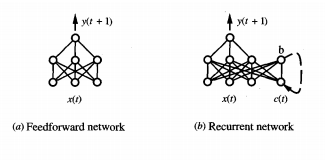 y(t + 1)
y(t + 1)
b
x(t)
x(t)
c(t)
(a) Feedforward network
(b) Recurrent network